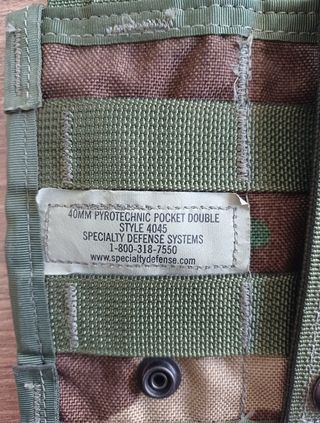 40MM PYROTECHNIC POCKET DOUBLE
STYLE 4045
SPECIALTY DEFENSE SYSTEMS
1-800-318-7550
www.specialtydefense.com